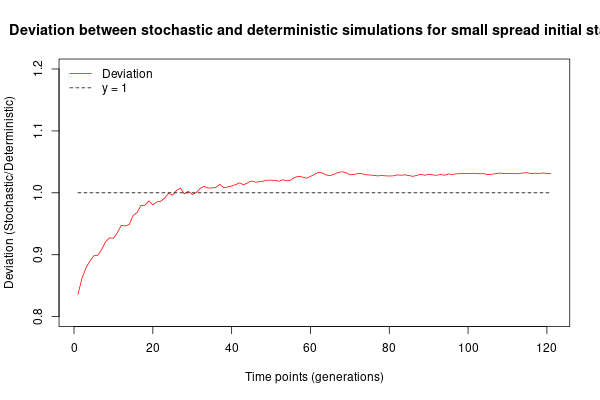 Deviation between stochastic and deterministic simulations for small spread initial sta
Deviation
y = 1
Deviation (Stochastic/Deterministic)
1.2
1.1
1.0
0.9
0.8
0 20 40 60 80 100 120
Time points (generations)